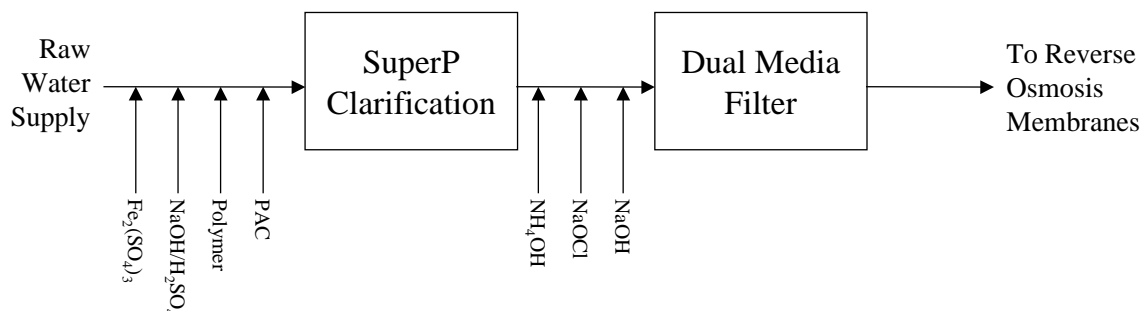 Raw
Water
Supply
SuperP
Clarification
Dual Media
Filter
To Reverse
Osmosis
Membranes
Fe₂(SO₄)₃
NaOH/H₂SO
Polymer
PAC
NH₄OH
NaOCl
NaOH